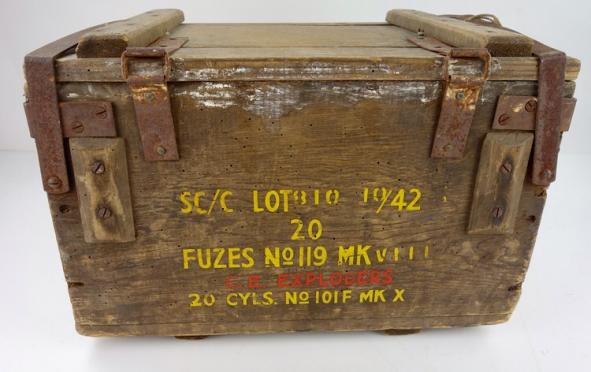 SC/C LOT 810 10/42
20
FUZES No 119 MK VIII
C.E. EXPLODERS
20 CYLS. No 101F MK X